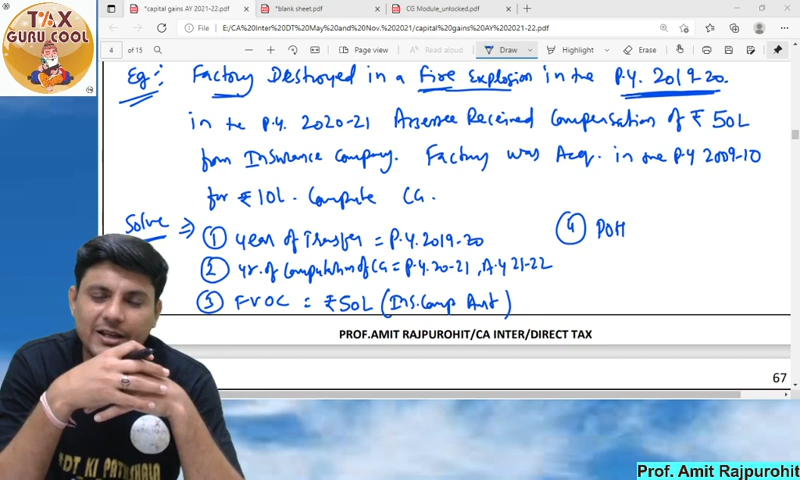 TAX
GURU COOL
*capital gains AY 2021-22.pdf
*blank sheet.pdf
CG Module_unlocked.pdf
File
E:/CA%20Inter%20DT%20May%20and%20Nov.%202021/capital%20gains%20AY%202021-22.pdf
4 of 15
Page view
Read aloud
Draw
Highlight
Erase
Eg:
Factory Destroyed in a Fire Explosion in the P.Y. 2019-20.
in the P.Y. 2020-21 Assessee Received Compensation of ₹ 50L
from Insurance Company. Factory was Acq. in the P.Y 2009-10
for ₹10L. Compute CG.
Solve ⇒ ① year of Transfer = P.Y. 2019-20
④ POH
② yr. of Computation of CG = P.Y. 20-21, A.Y 21-22
③ FVOC = ₹50L (Ins. Comp Amt)
PROF.AMIT RAJPUROHIT/CA INTER/DIRECT TAX
67
DT KI PATHSHALA
Prof. Amit Rajpurohit